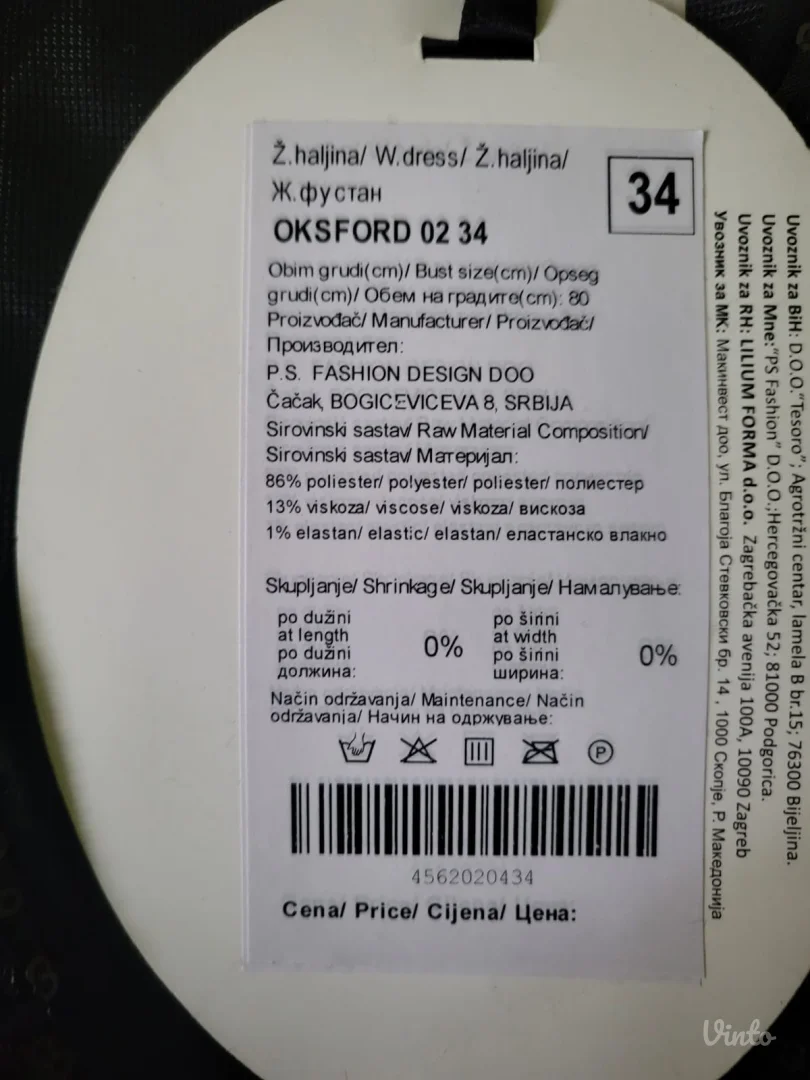 Ž.haljina/ W.dress/ Ž.haljina/
Ж.фустан
34
OKSFORD 02 34
Obim grudi(cm)/ Bust size(cm)/ Opseg
grudi(cm)/ Обем на градите(cm): 80
Proizvođač/ Manufacturer/ Proizvođač/
Производител:
P.S. FASHION DESIGN DOO
Čačak, BOGICEVICEVA 8, SRBIJA
Sirovinski sastav/ Raw Material Composition/
Sirovinski sastav/ Материјал:
86% poliester/ polyester/ poliester/ полиестер
13% viskoza/ viscose/ viskoza/ вискоза
1% elastan/ elastic/ elastan/ еластанско влакно
Skupljanje/ Shrinkage/ Skupljanje/ Намалување:
po dužini
at length
po dužini
должина:
0%
po širini
at width
po širini
ширина:
0%
Način održavanja/ Maintenance/ Način
održavanja/ Начин на одржување:
P
4562020434
Cena/ Price/ Cijena/ Цена:
Uvoznik za BiH: D.O.O."Tesoro"; Agrotržni centar, lamela B br.15; 76300 Bijeljina.
Uvoznik za Mne:"PS Fashion" D.O.O.;Hercegovačka 52; 81000 Podgorica.
Uvoznik za RH: LILIUM FORMA d.o.o. Zagrebačka avenija 100A, 10090 Zagreb
Увозник за МК: Макинвест доо, ул. Благоја Стевковски бр. 14 , 1000 Скопје, Р. Македонија
Vinto